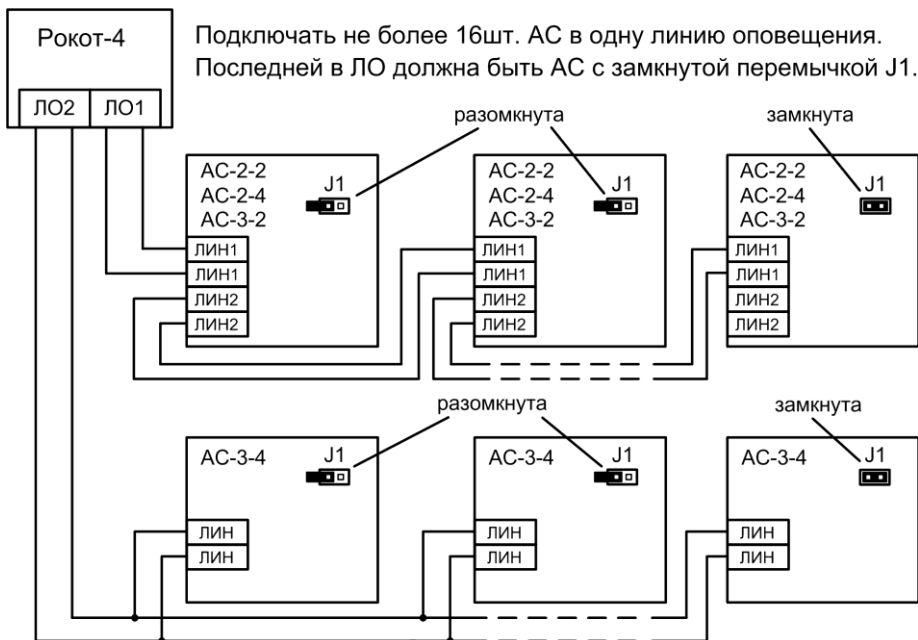 Рокот-4
ЛО2 ЛО1
Подключать не более 16шт. АС в одну линию оповещения.
Последней в ЛО должна быть АС с замкнутой перемычкой J1.
разомкнута
замкнута
АС-2-2
АС-2-4
АС-3-2
J1
ЛИН1
ЛИН1
ЛИН2
ЛИН2
АС-2-2
АС-2-4
АС-3-2
J1
ЛИН1
ЛИН1
ЛИН2
ЛИН2
АС-2-2
АС-2-4
АС-3-2
J1
ЛИН1
ЛИН1
ЛИН2
ЛИН2
разомкнута
замкнута
АС-3-4
J1
ЛИН
ЛИН
АС-3-4
J1
ЛИН
ЛИН
АС-3-4
J1
ЛИН
ЛИН